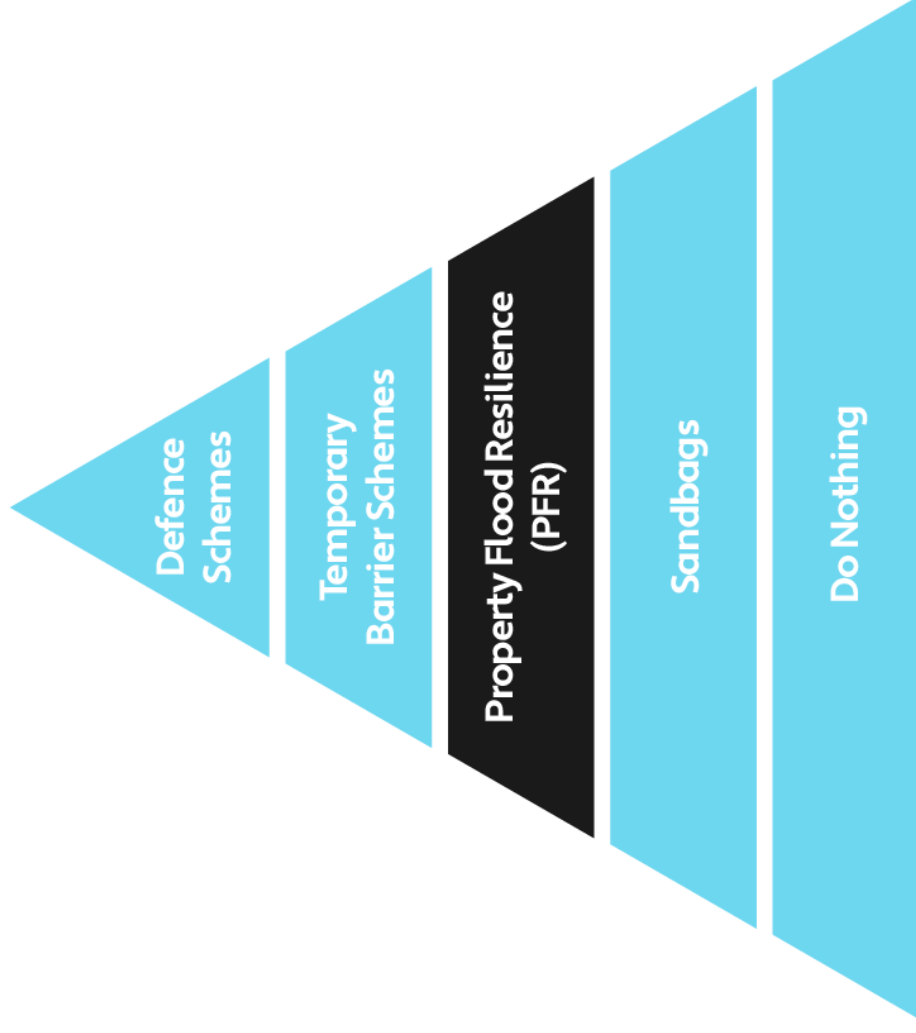 Defence
Schemes
Temporary
Barrier Schemes
Property Flood Resilience
(PFR)
Sandbags
Do Nothing